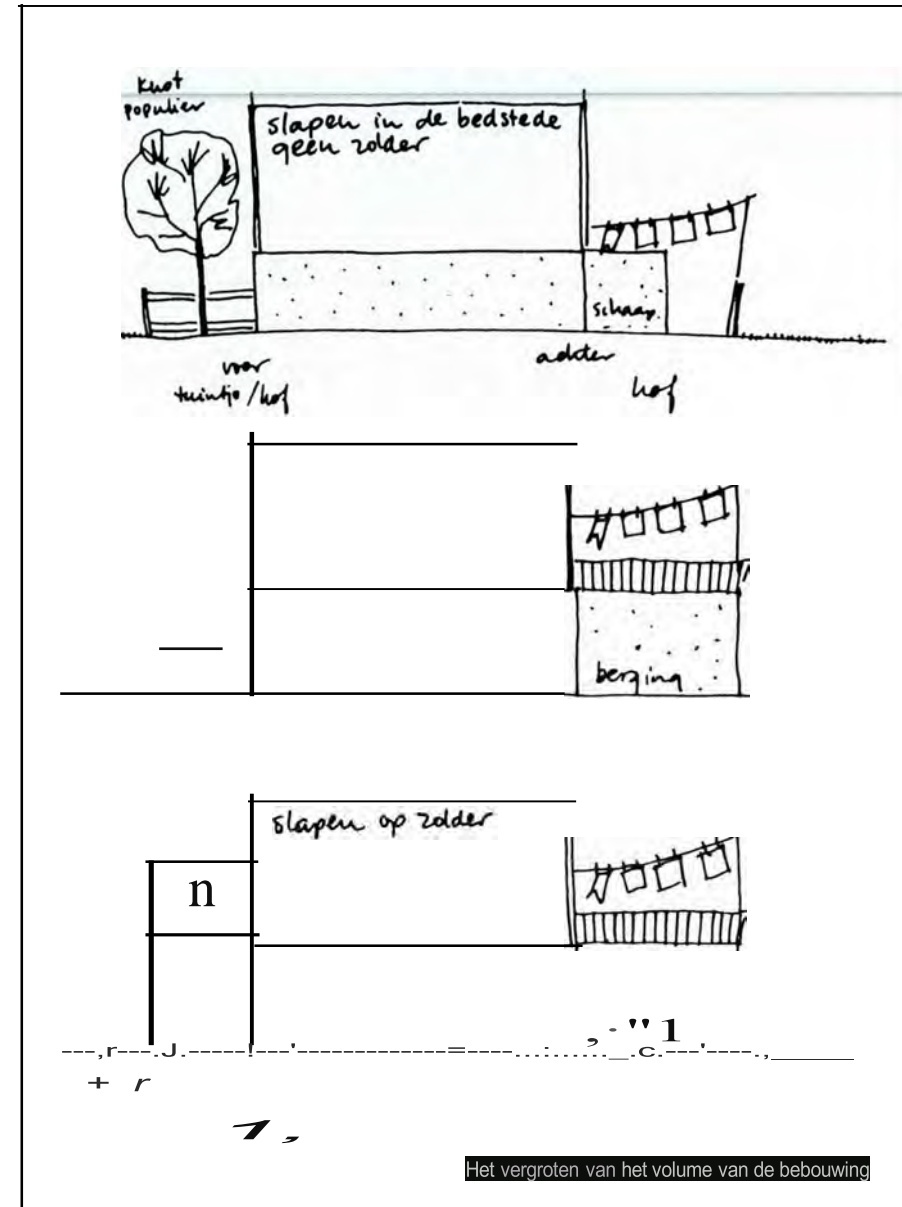 knot
populier
slapen in de bedstede
geen zolder
schaap
voor
tuintje/hof
achter
hof
berging
slapen op zolder
n
Het vergroten van het volume van de bebouwing